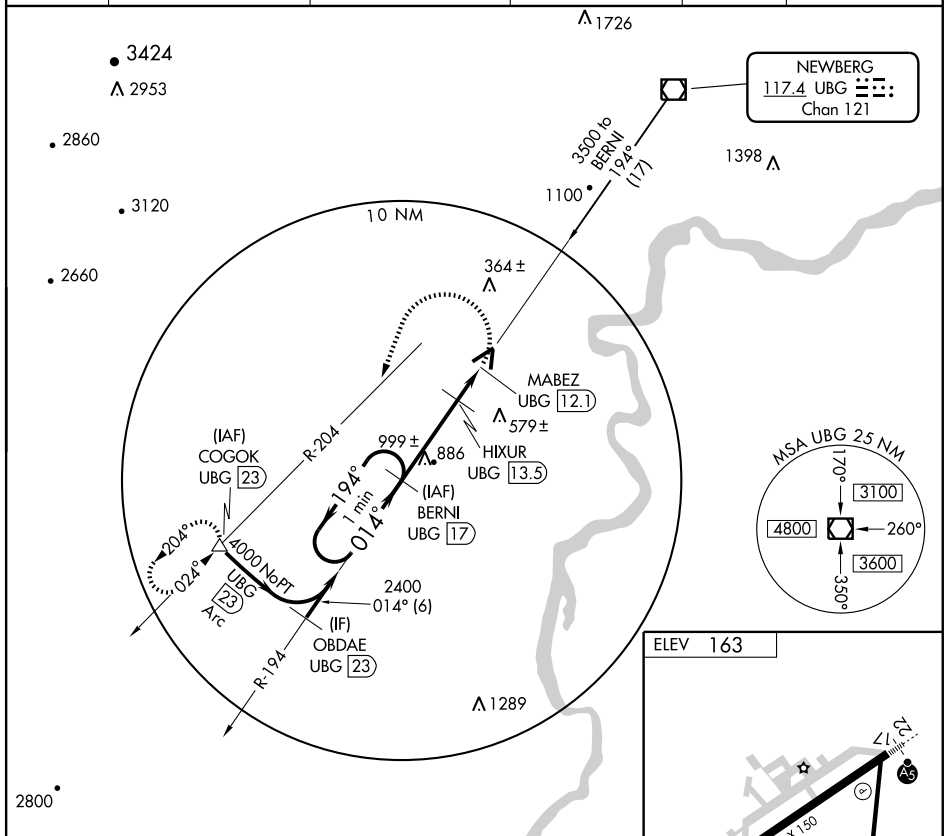 1726
3424
2953
NEWBERG
117.4 UBG
Chan 121
2860
3500 to
BERNI
194°
(17)
1398
1100
3120
10 NM
2660
364 ±
MABEZ
UBG 12.1
579 ±
(IAF)
COGOK
UBG 23
R-204
999 ±
886
HIXUR
UBG 13.5
MSA UBG 25 NM
170°
3100
4800
260°
3600
350°
194°
1 min
014°
(IAF)
BERNI
UBG 17
204°
024°
4000 NoPT
UBG
23
Arc
2400
014° (6)
(IF)
OBDAE
UBG 23
R-194
ELEV 163
1289
22
17
A5
P
X 150
2800